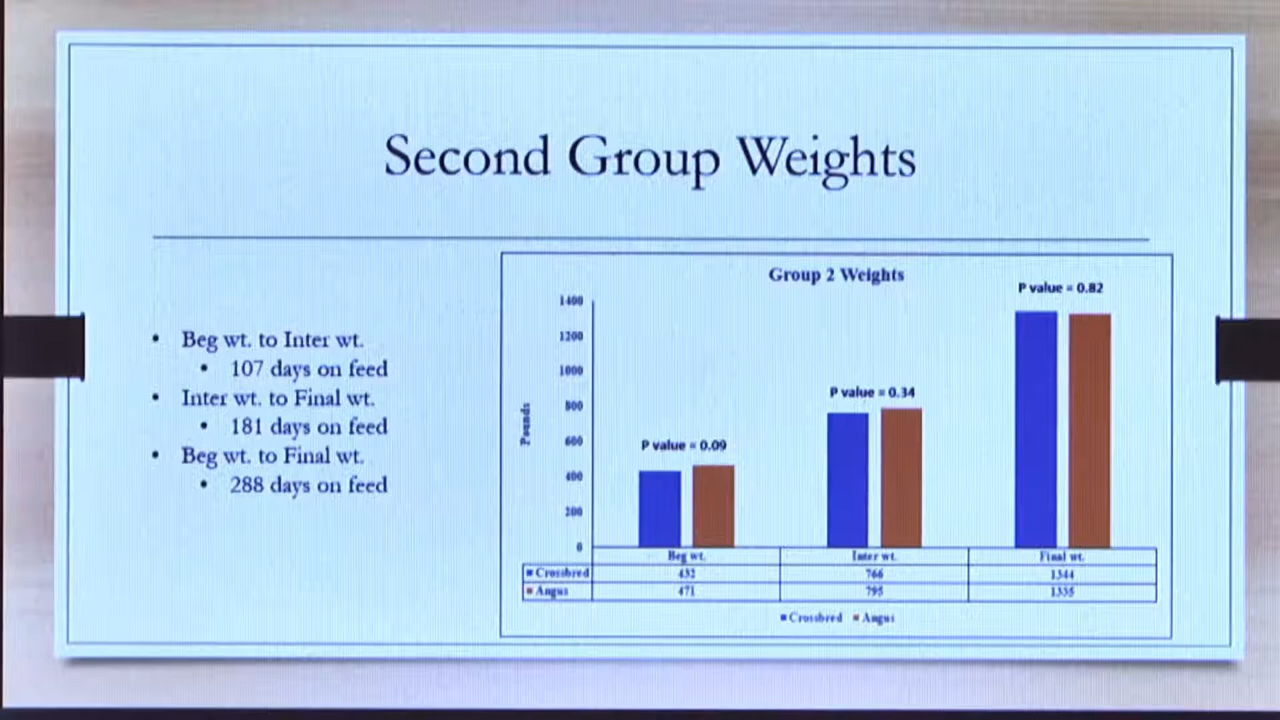 Second Group Weights
• Beg wt. to Inter wt.
• 107 days on feed
• Inter wt. to Final wt.
• 181 days on feed
• Beg wt. to Final wt.
• 288 days on feed
Group 2 Weights
P value = 0.82
P value = 0.34
P value = 0.09
Pounds
1400
1200
1000
800
600
400
200
0
Beg wt. Inter wt. Final wt.
Crossbred 432 766 1344
Angus 471 795 1335
Crossbred Angus